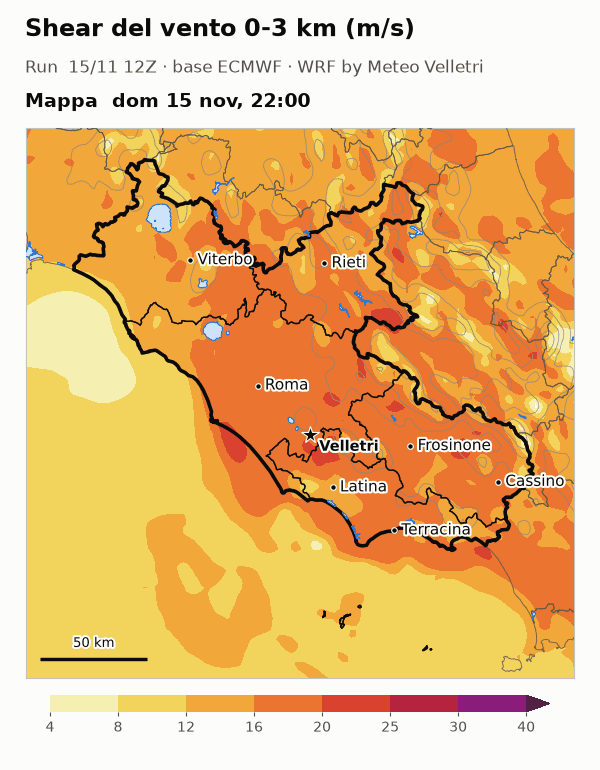 Shear del vento 0-3 km (m/s)
Run  15/11 12Z · base ECMWF · WRF by Meteo Velletri
Mappa  dom 15 nov, 22:00
Viterbo
Rieti
Roma
Velletri
Frosinone
Latina
Cassino
Terracina
50 km
4 8 12 16 20 25 30 40